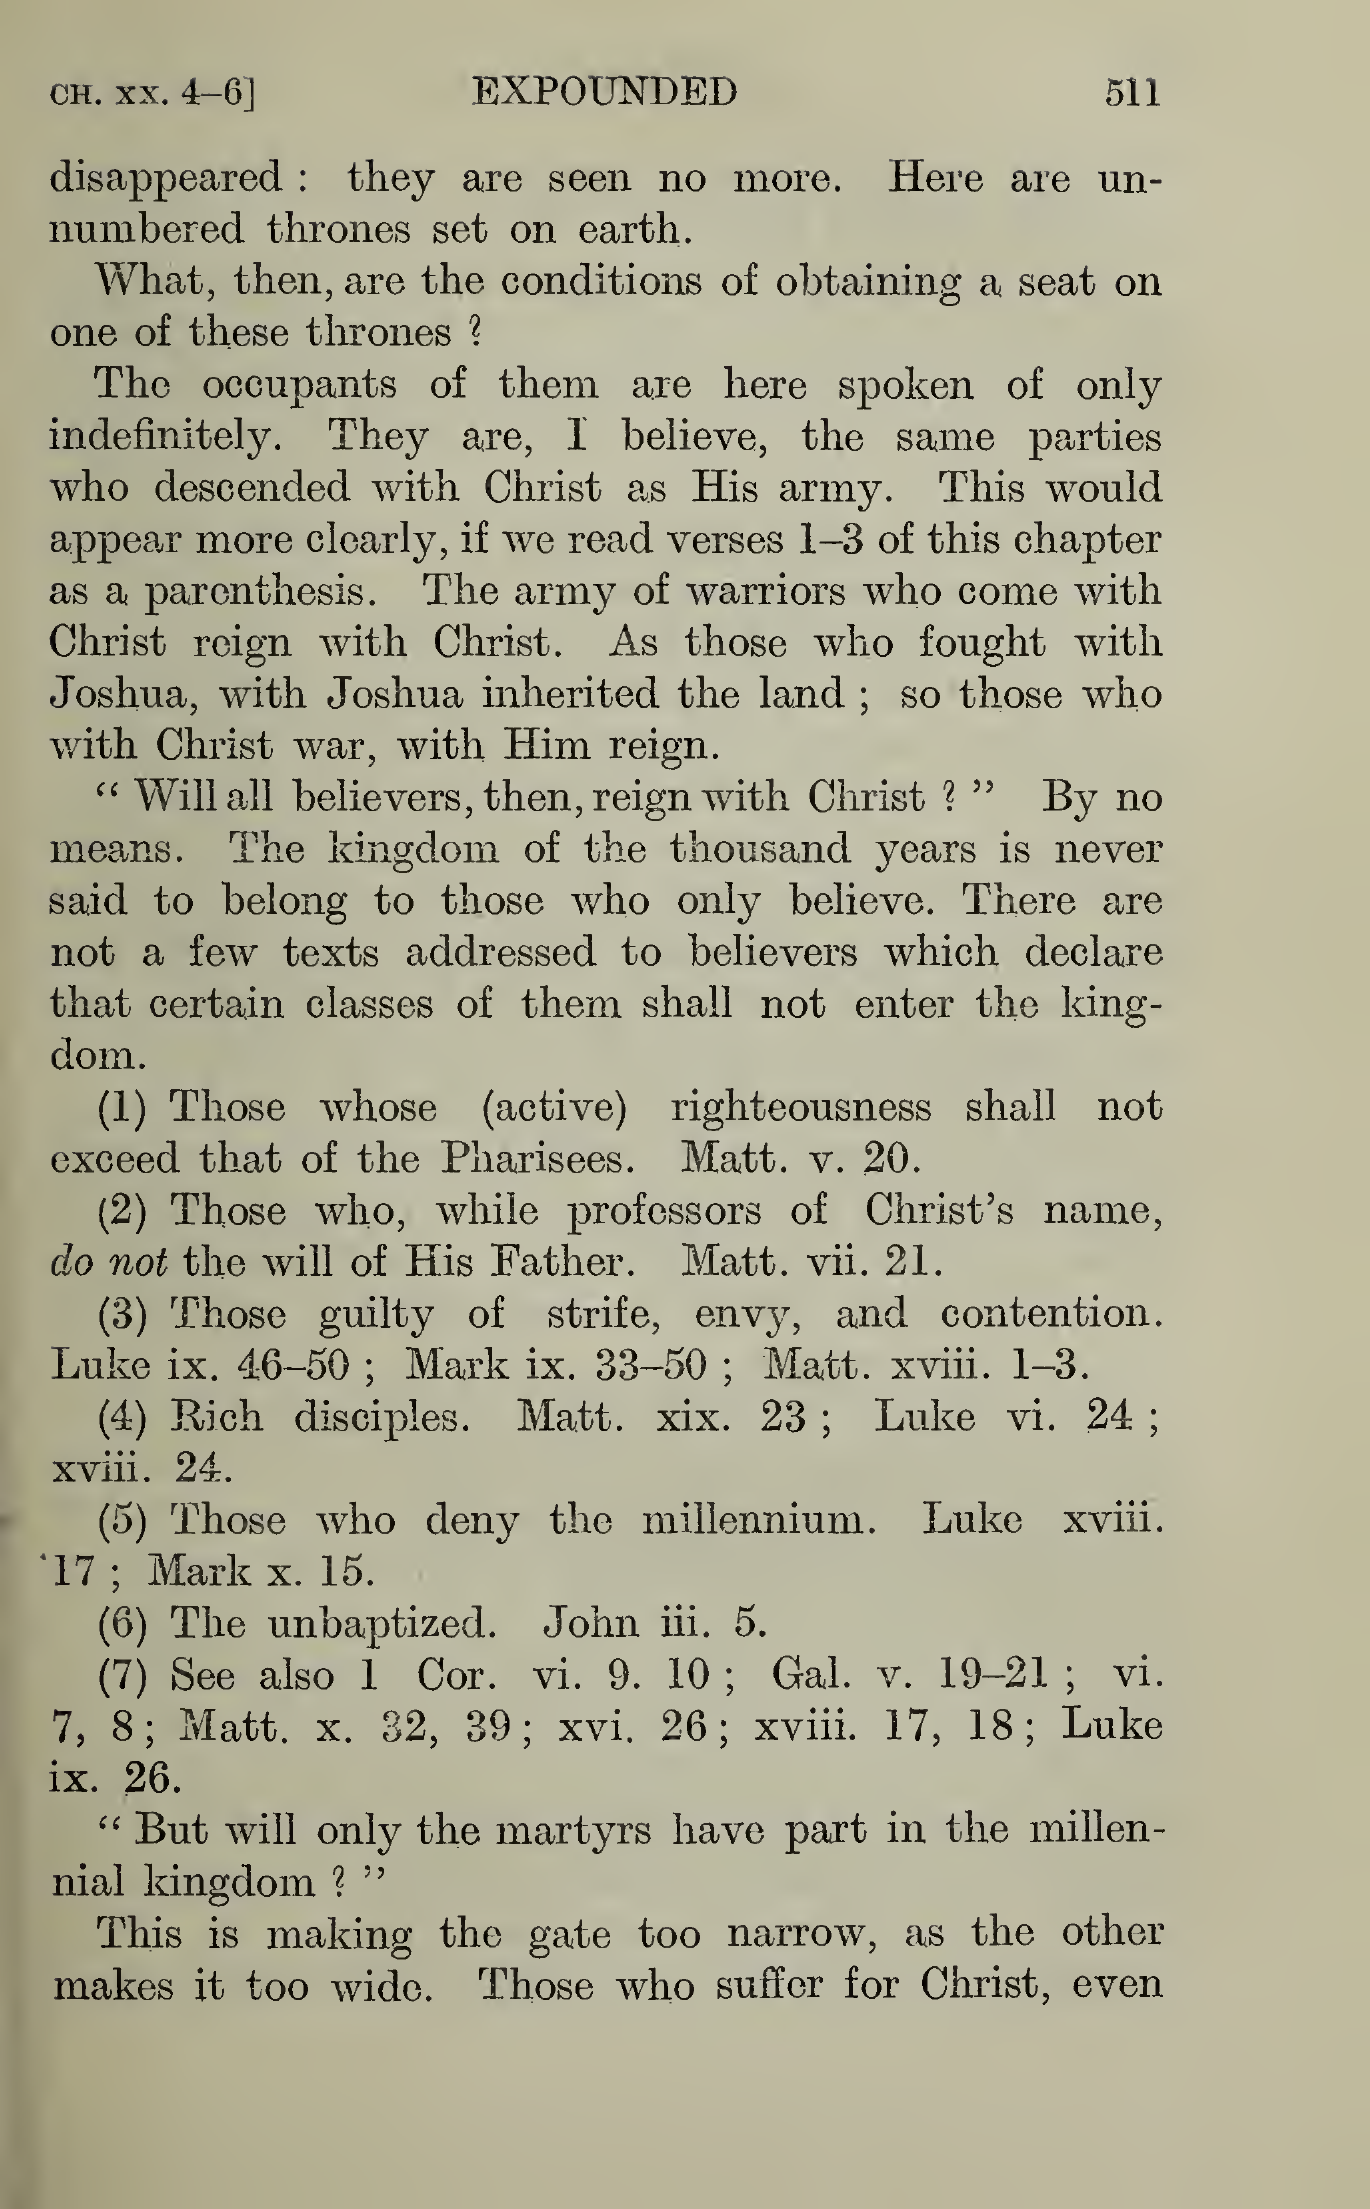 CH. XX. 4–6] EXPOUNDED 511
disappeared : they are seen no more. Here are un-
numbered thrones set on earth.
What, then, are the conditions of obtaining a seat on
one of these thrones ?
The occupants of them are here spoken of only
indefinitely. They are, I believe, the same parties
who descended with Christ as His army. This would
appear more clearly, if we read verses 1–3 of this chapter
as a parenthesis. The army of warriors who come with
Christ reign with Christ. As those who fought with
Joshua, with Joshua inherited the land ; so those who
with Christ war, with Him reign.
“ Will all believers, then, reign with Christ ? ” By no
means. The kingdom of the thousand years is never
said to belong to those who only believe. There are
not a few texts addressed to believers which declare
that certain classes of them shall not enter the king-
dom.
(1) Those whose (active) righteousness shall not
exceed that of the Pharisees. Matt. v. 20.
(2) Those who, while professors of Christ’s name,
do not the will of His Father. Matt. vii. 21.
(3) Those guilty of strife, envy, and contention.
Luke ix. 46–50 ; Mark ix. 33–50 ; Matt. xviii. 1–3.
(4) Rich disciples. Matt. xix. 23 ; Luke vi. 24 ;
xviii. 24.
(5) Those who deny the millennium. Luke xviii.
17 ; Mark x. 15.
(6) The unbaptized. John iii. 5.
(7) See also 1 Cor. vi. 9. 10 ; Gal. v. 19–21 ; vi.
7, 8 ; Matt. x. 32, 39 ; xvi. 26 ; xviii. 17, 18 ; Luke
ix. 26.
“ But will only the martyrs have part in the millen-
nial kingdom ? ”
This is making the gate too narrow, as the other
makes it too wide. Those who suffer for Christ, even